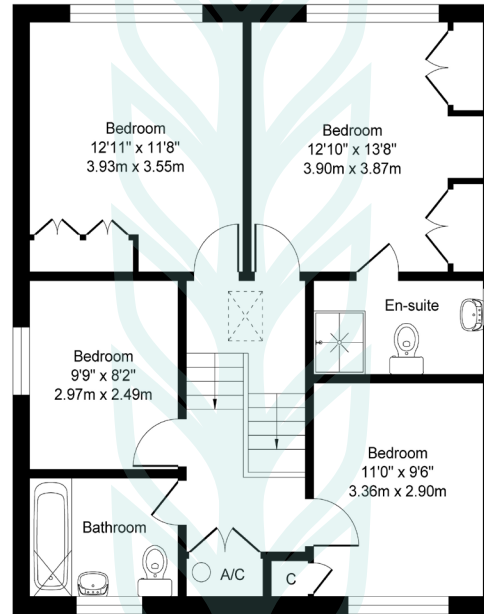 Bedroom
12'11" x 11'8"
3.93m x 3.55m
Bedroom
12'10" x 13'8"
3.90m x 3.87m
En-suite
Bedroom
9'9" x 8'2"
2.97m x 2.49m
Bedroom
11'0" x 9'6"
3.36m x 2.90m
Bathroom
A/C
C